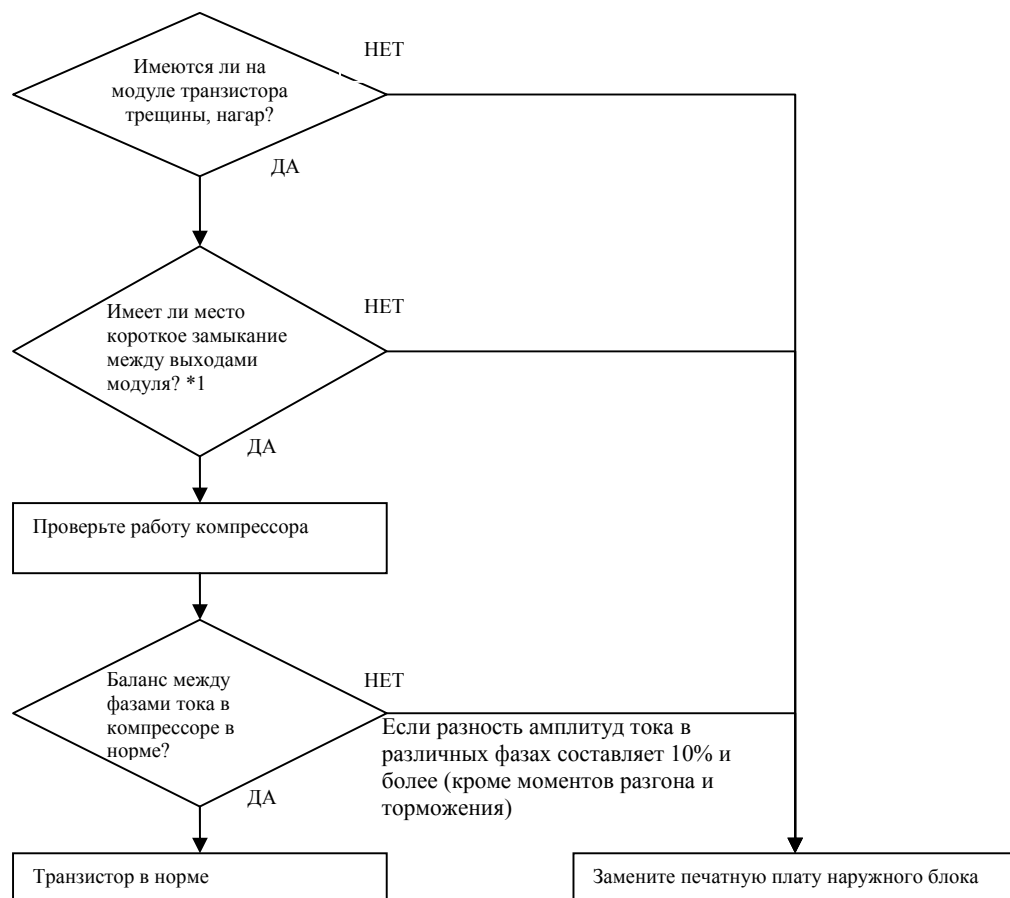 НЕТ
Имеются ли на
модуле транзистора
трещины, нагар?
ДА
НЕТ
Имеет ли место
короткое замыкание
между выходами
модуля? *1
ДА
Проверьте работу компрессора
НЕТ
Баланс между
фазами тока в
компрессоре в
норме?
Если разность амплитуд тока в
различных фазах составляет 10% и
более (кроме моментов разгона и
торможения)
ДА
Транзистор в норме
Замените печатную плату наружного блока